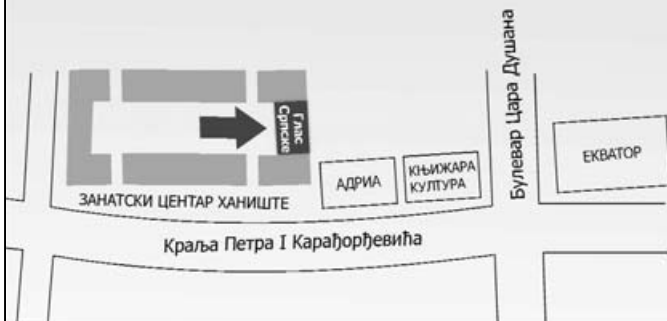 Глас
Српске
АДРИА
КЊИЖАРА
КУЛТУРА
Булевар Цара Душана
ЕКВАТОР
ЗАНАТСКИ ЦЕНТАР ХАНИШТЕ
Краља Петра I Карађорђевића